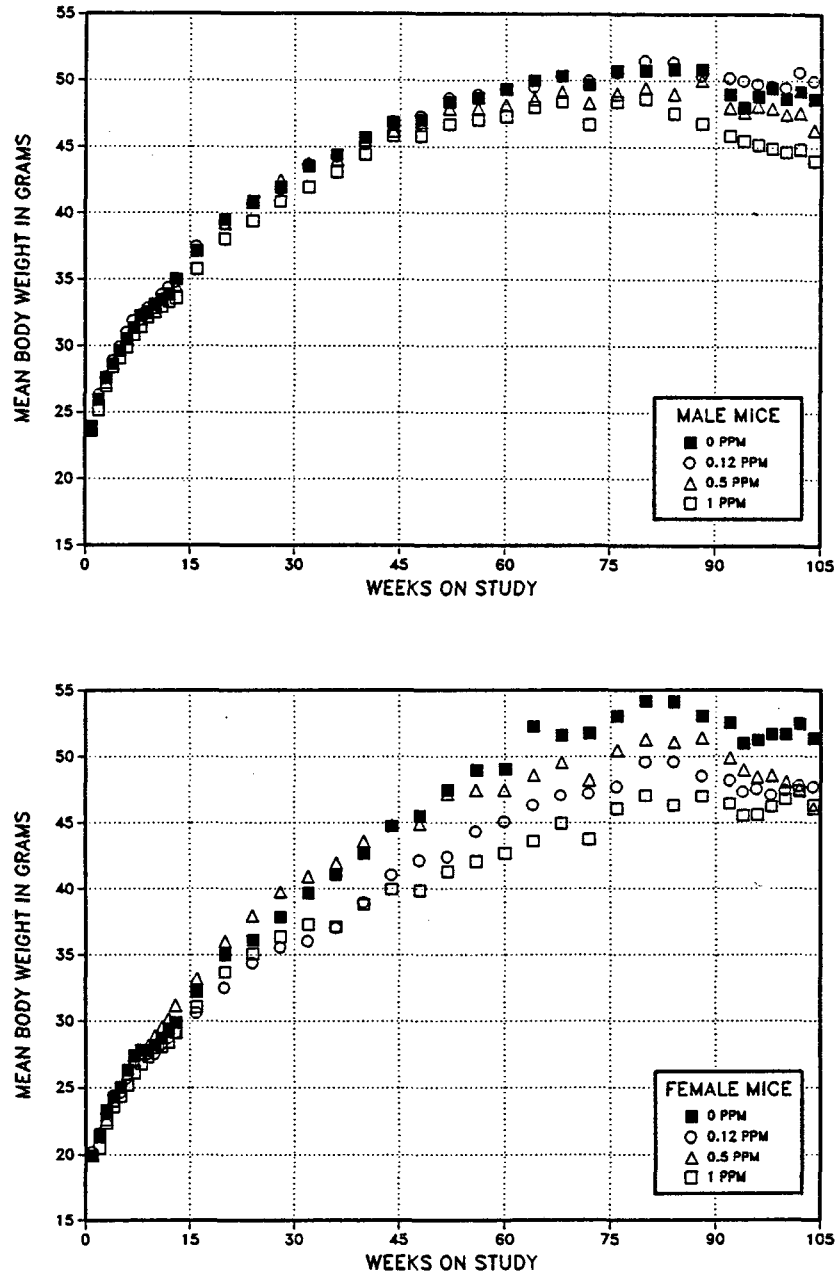 55
50
45
40
35
30
25
20
15
MEAN BODY WEIGHT IN GRAMS
MALE MICE
0 PPM
0.12 PPM
0.5 PPM
1 PPM
0 15 30 45 60 75 90 105
WEEKS ON STUDY
55
50
45
40
35
30
25
20
15
MEAN BODY WEIGHT IN GRAMS
FEMALE MICE
0 PPM
0.12 PPM
0.5 PPM
1 PPM
0 15 30 45 60 75 90 105
WEEKS ON STUDY